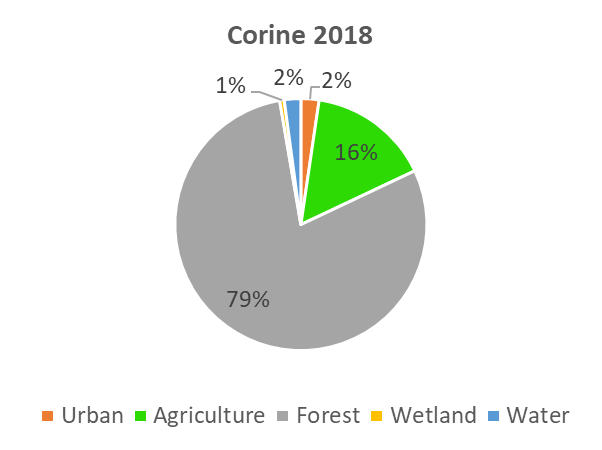 Corine 2018
1% 2% 2%
16%
79%
Urban Agriculture Forest Wetland Water